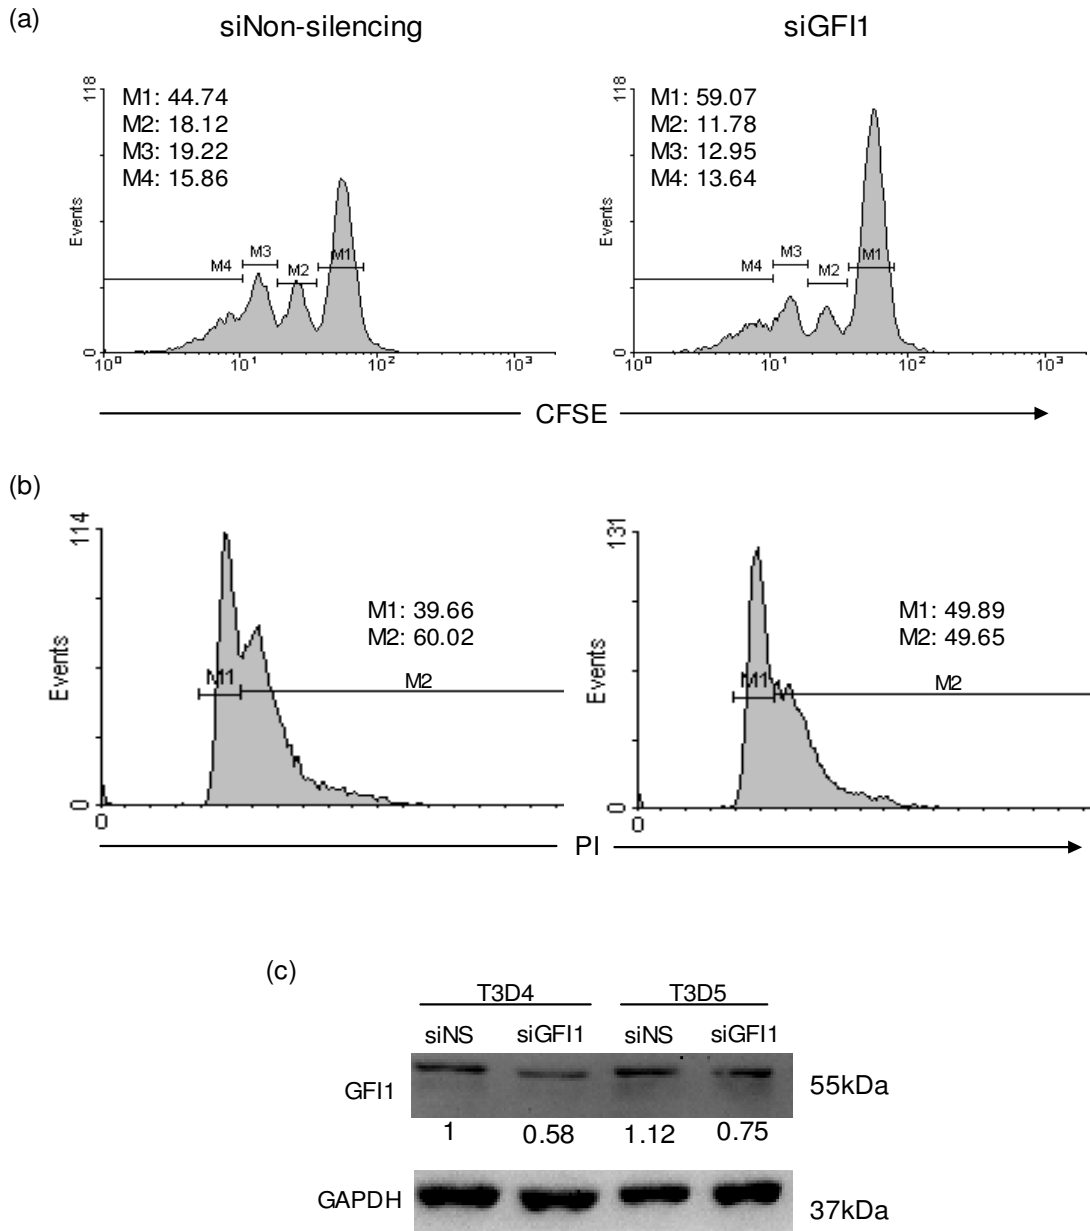 (a)
siNon-silencing
siGFI1
118
M1: 44.74
M2: 18.12
M3: 19.22
M4: 15.86
Events
M4
M3
M2
M1
0
10⁰
10¹
10²
10³
118
M1: 59.07
M2: 11.78
M3: 12.95
M4: 13.64
Events
M4
M3
M2
M1
0
10⁰
10¹
10²
10³
CFSE
(b)
114
M1: 39.66
M2: 60.02
Events
M1
M2
0
0
131
M1: 49.89
M2: 49.65
Events
M1
M2
0
0
PI
(c)
T3D4 T3D5
siNS siGFI1 siNS siGFI1
GFI1 55kDa
1 0.58 1.12 0.75
GAPDH 37kDa